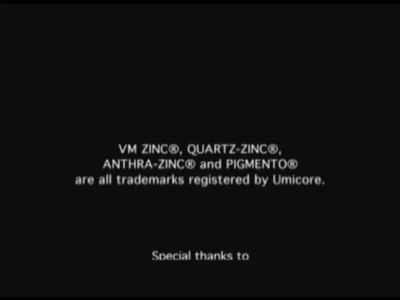 VM ZINC®, QUARTZ-ZINC®,
ANTHRA-ZINC® and PIGMENTO®
are all trademarks registered by Umicore.
Special thanks to